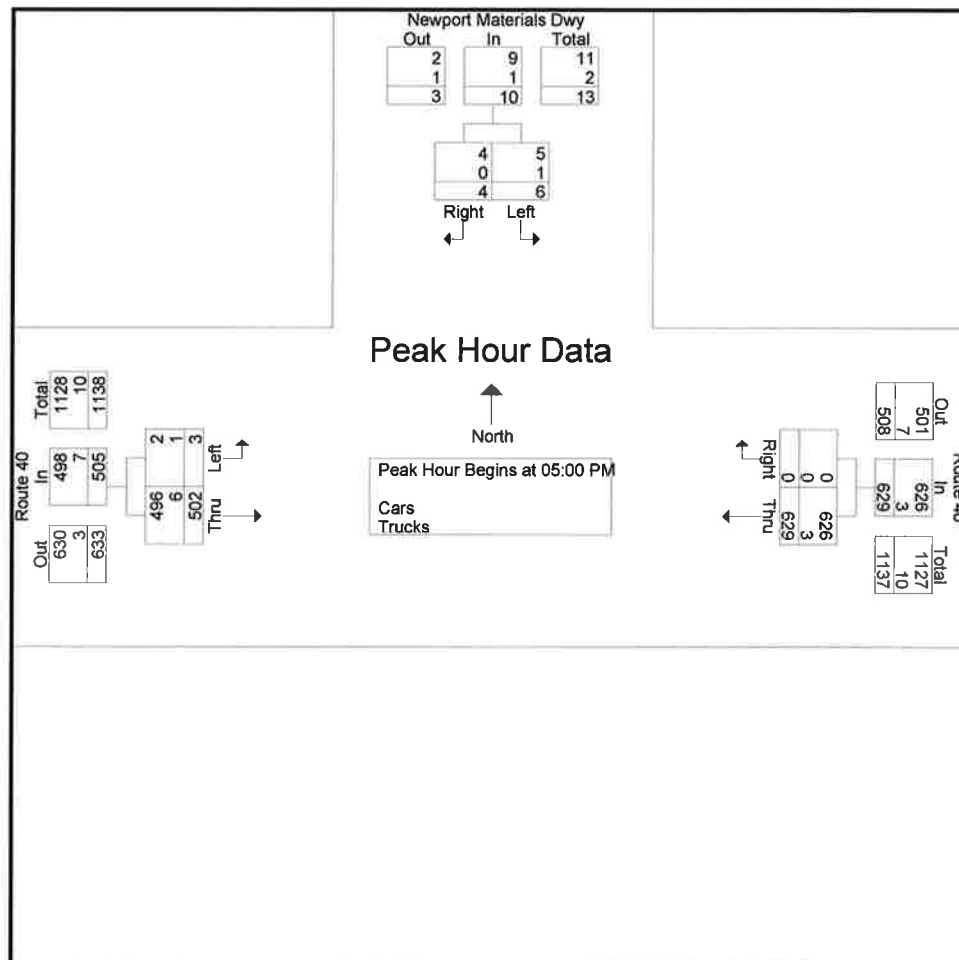 Newport Materials Dwy
Out In Total
2 9 11
1 1 2
3 10 13
4 5
0 1
4 6
Right Left
Peak Hour Data
North
Peak Hour Begins at 05:00 PM
Cars
Trucks
Route 40
Total
1128
10
1138
In
498
7
505
Out
630
3
633
Left
2
1
3
Thru
496
6
502
Right
0
0
0
Thru
626
3
629
Route 40
Out
501
7
508
In
626
3
629
Total
1127
10
1137